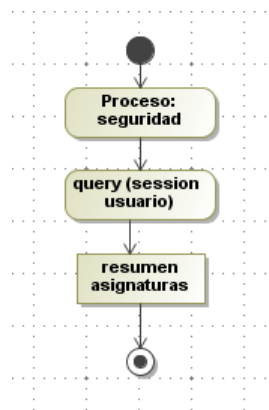 Proceso:
seguridad
query (session
usuario)
resumen
asignaturas